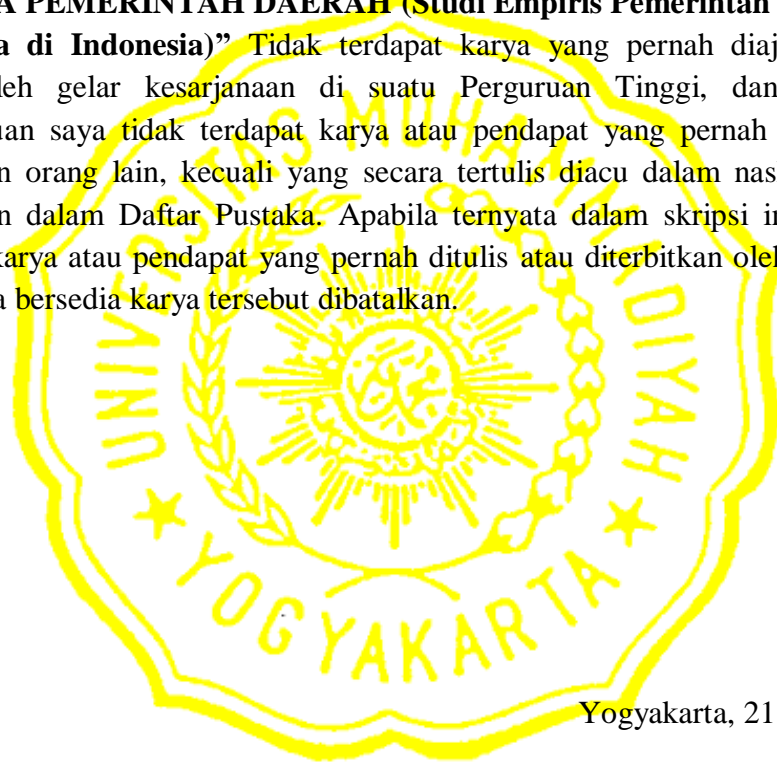 A PEMERINTAH DAERAH (Studi Empiris Pemerintah
a di Indonesia)” Tidak terdapat karya yang pernah diaj
leh gelar kesarjanaan di suatu Perguruan Tinggi, dan
uan saya tidak terdapat karya atau pendapat yang pernah
n orang lain, kecuali yang secara tertulis diacu dalam nas
n dalam Daftar Pustaka. Apabila ternyata dalam skripsi in
karya atau pendapat yang pernah ditulis atau diterbitkan olel
a bersedia karya tersebut dibatalkan.
UNIVERSITAS MUHAMMADIYAH
YOGYAKARTA
Yogyakarta, 21